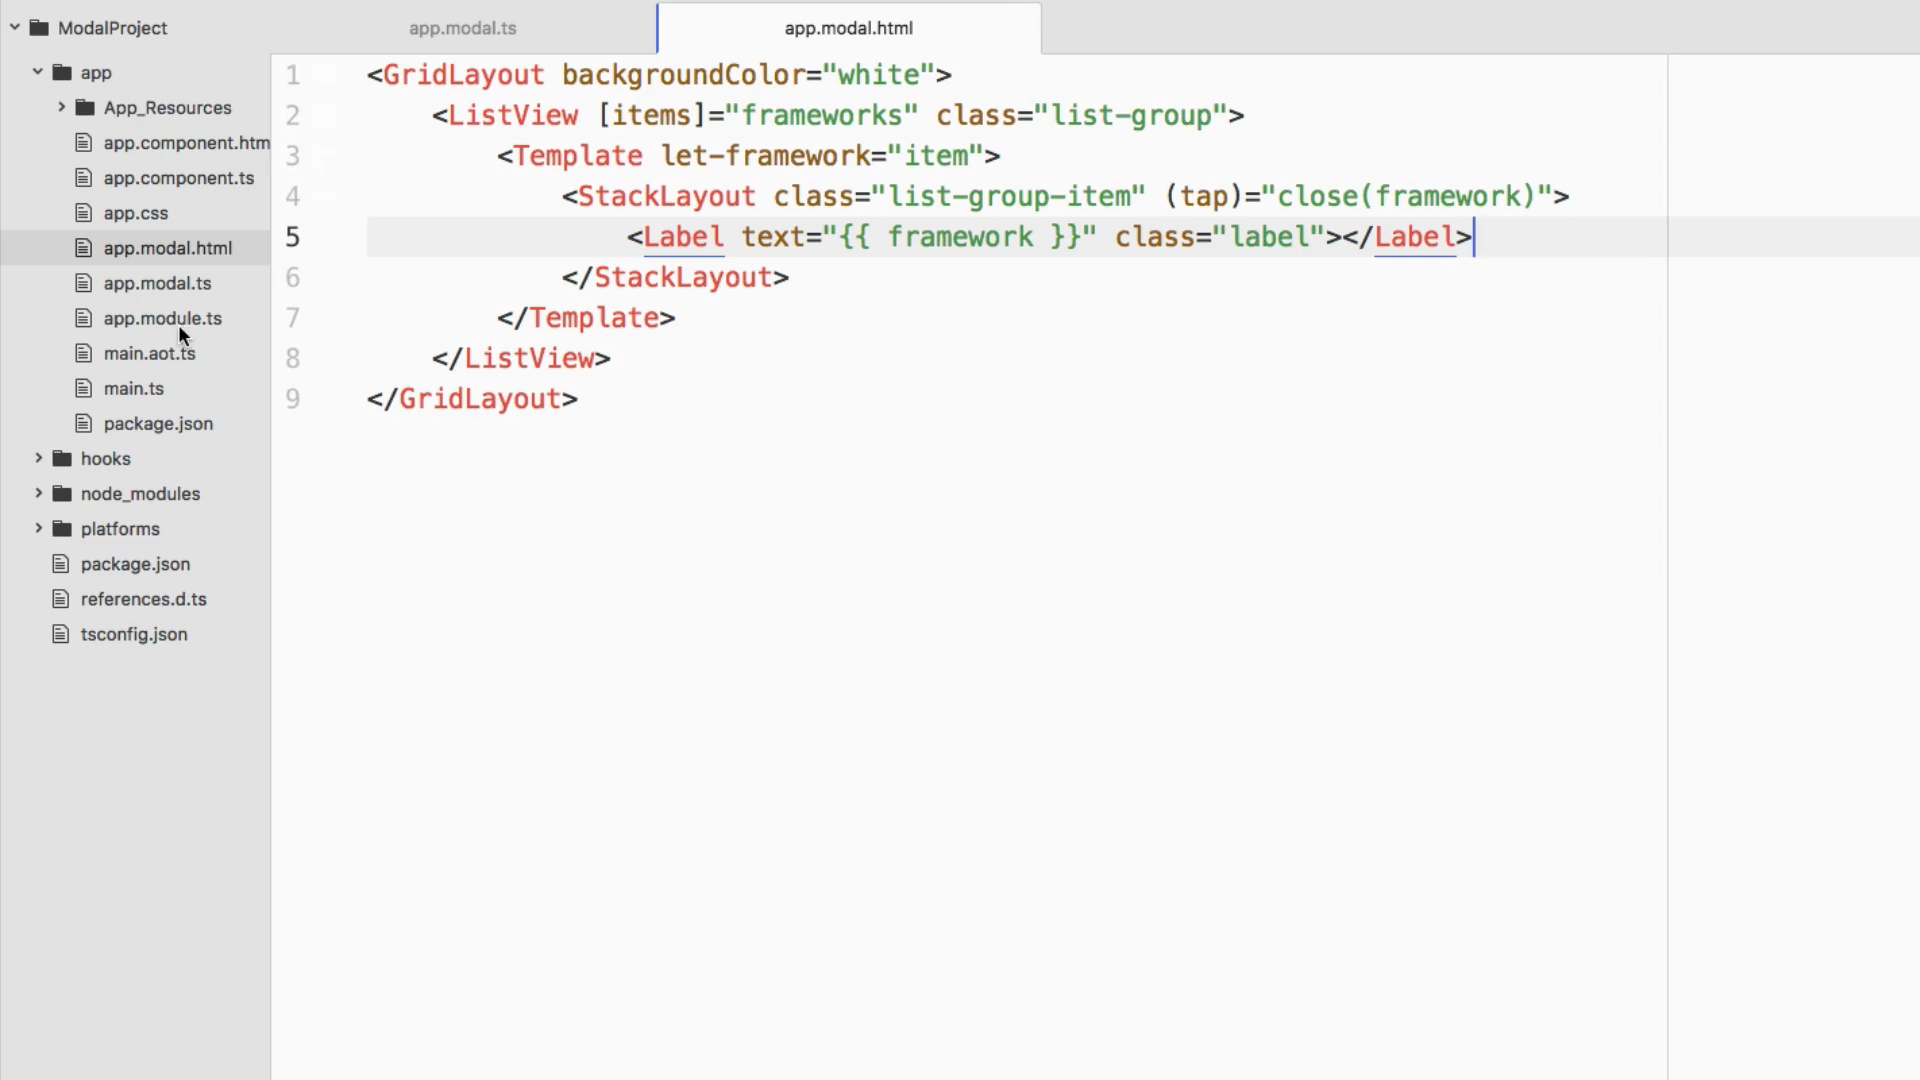 ModalProject
app
App_Resources
app.component.htm
app.component.ts
app.css
app.modal.html
app.modal.ts
app.module.ts
main.aot.ts
main.ts
package.json
hooks
node_modules
platforms
package.json
references.d.ts
tsconfig.json
app.modal.ts
app.modal.html
1 <GridLayout backgroundColor="white">
2 <ListView [items]="frameworks" class="list-group">
3 <Template let-framework="item">
4 <StackLayout class="list-group-item" (tap)="close(framework)">
5 <Label text="{{ framework }}" class="label"></Label>
6 </StackLayout>
7 </Template>
8 </ListView>
9 </GridLayout>